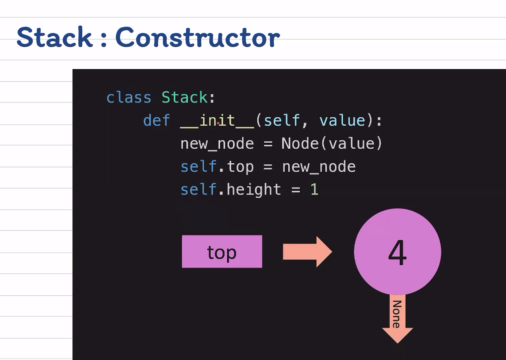 Stack : Constructor
class Stack:
def __init__(self, value):
new_node = Node(value)
self.top = new_node
self.height = 1
top
4
None